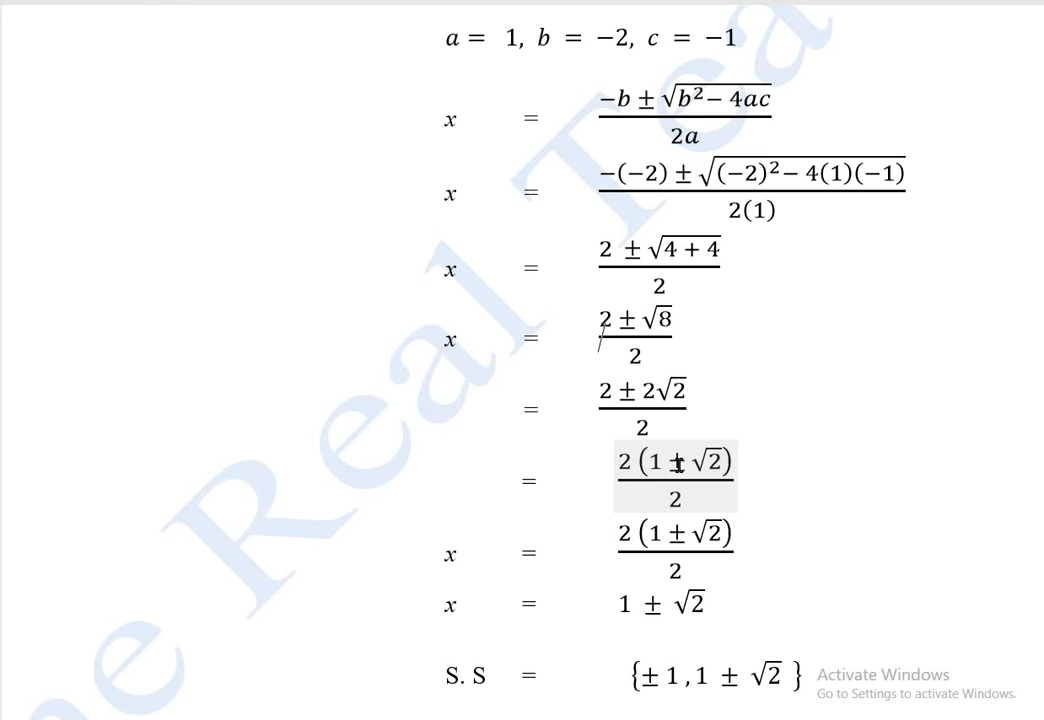 a = 1, b = −2, c = −1
x = (−b ± √(b² − 4ac)) / 2a
x = (−(−2) ± √((−2)² − 4(1)(−1))) / 2(1)
x = (2 ± √(4 + 4)) / 2
x = (2 ± √8) / 2
= (2 ± 2√2) / 2
= 2 (1 ± √2) / 2
x = 2 (1 ± √2) / 2
x = 1 ± √2
S. S = {± 1 , 1 ± √2 }
Activate Windows
Go to Settings to activate Windows.